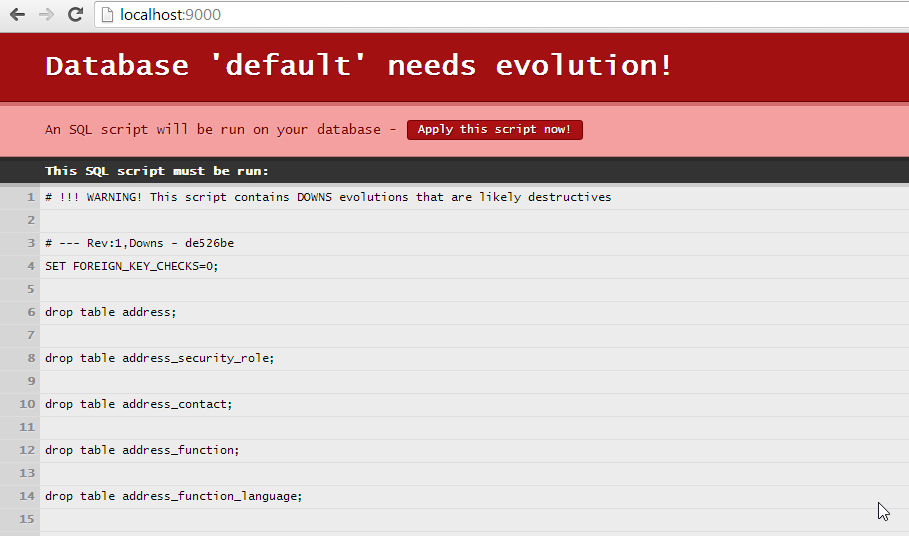 localhost:9000
Database 'default' needs evolution!
An SQL script will be run on your database - Apply this script now!
This SQL script must be run:
1 # !!! WARNING! This script contains DOWNS evolutions that are likely destructives
2
3 # --- Rev:1,Downs - de526be
4 SET FOREIGN_KEY_CHECKS=0;
5
6 drop table address;
7
8 drop table address_security_role;
9
10 drop table address_contact;
11
12 drop table address_function;
13
14 drop table address_function_language;
15